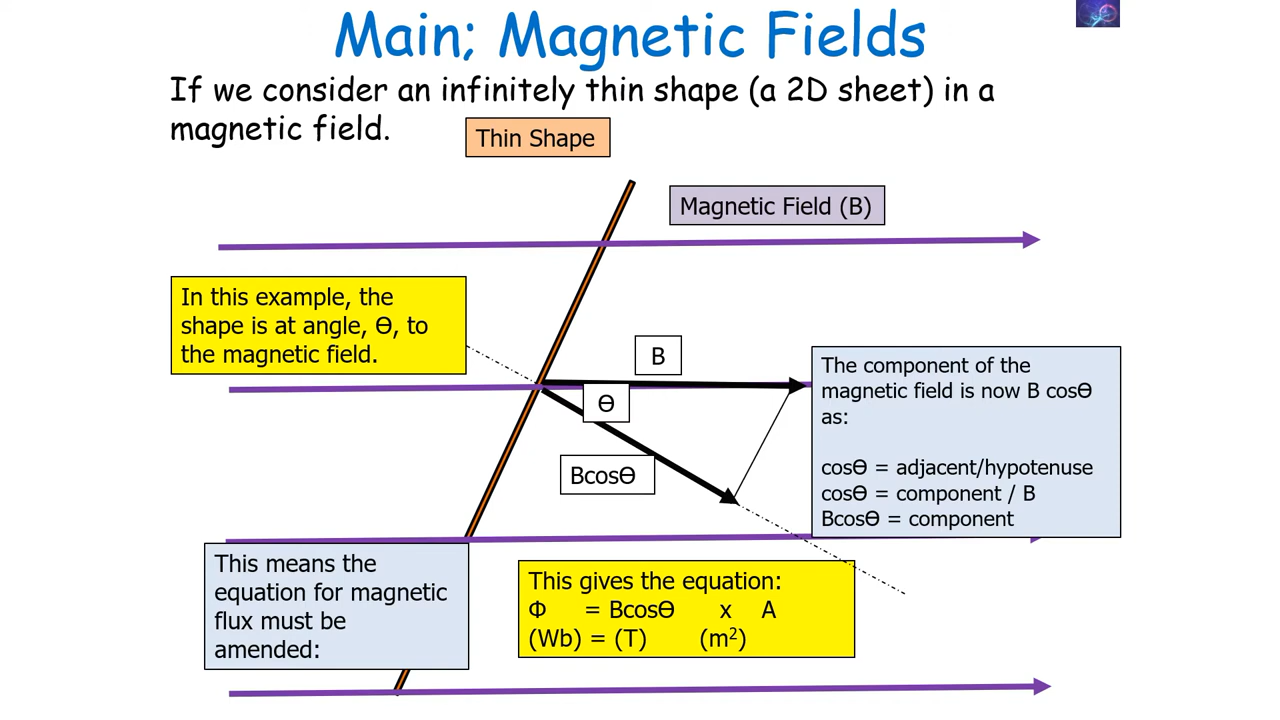 Main; Magnetic Fields
If we consider an infinitely thin shape (a 2D sheet) in a
magnetic field.
Thin Shape
Magnetic Field (B)
In this example, the
shape is at angle, ϴ, to
the magnetic field.
B
ϴ
Bcosϴ
The component of the
magnetic field is now B cosϴ
as:
cosϴ = adjacent/hypotenuse
cosϴ = component / B
Bcosϴ = component
This means the
equation for magnetic
flux must be
amended:
This gives the equation:
Φ = Bcosϴ x A
(Wb) = (T) (m²)